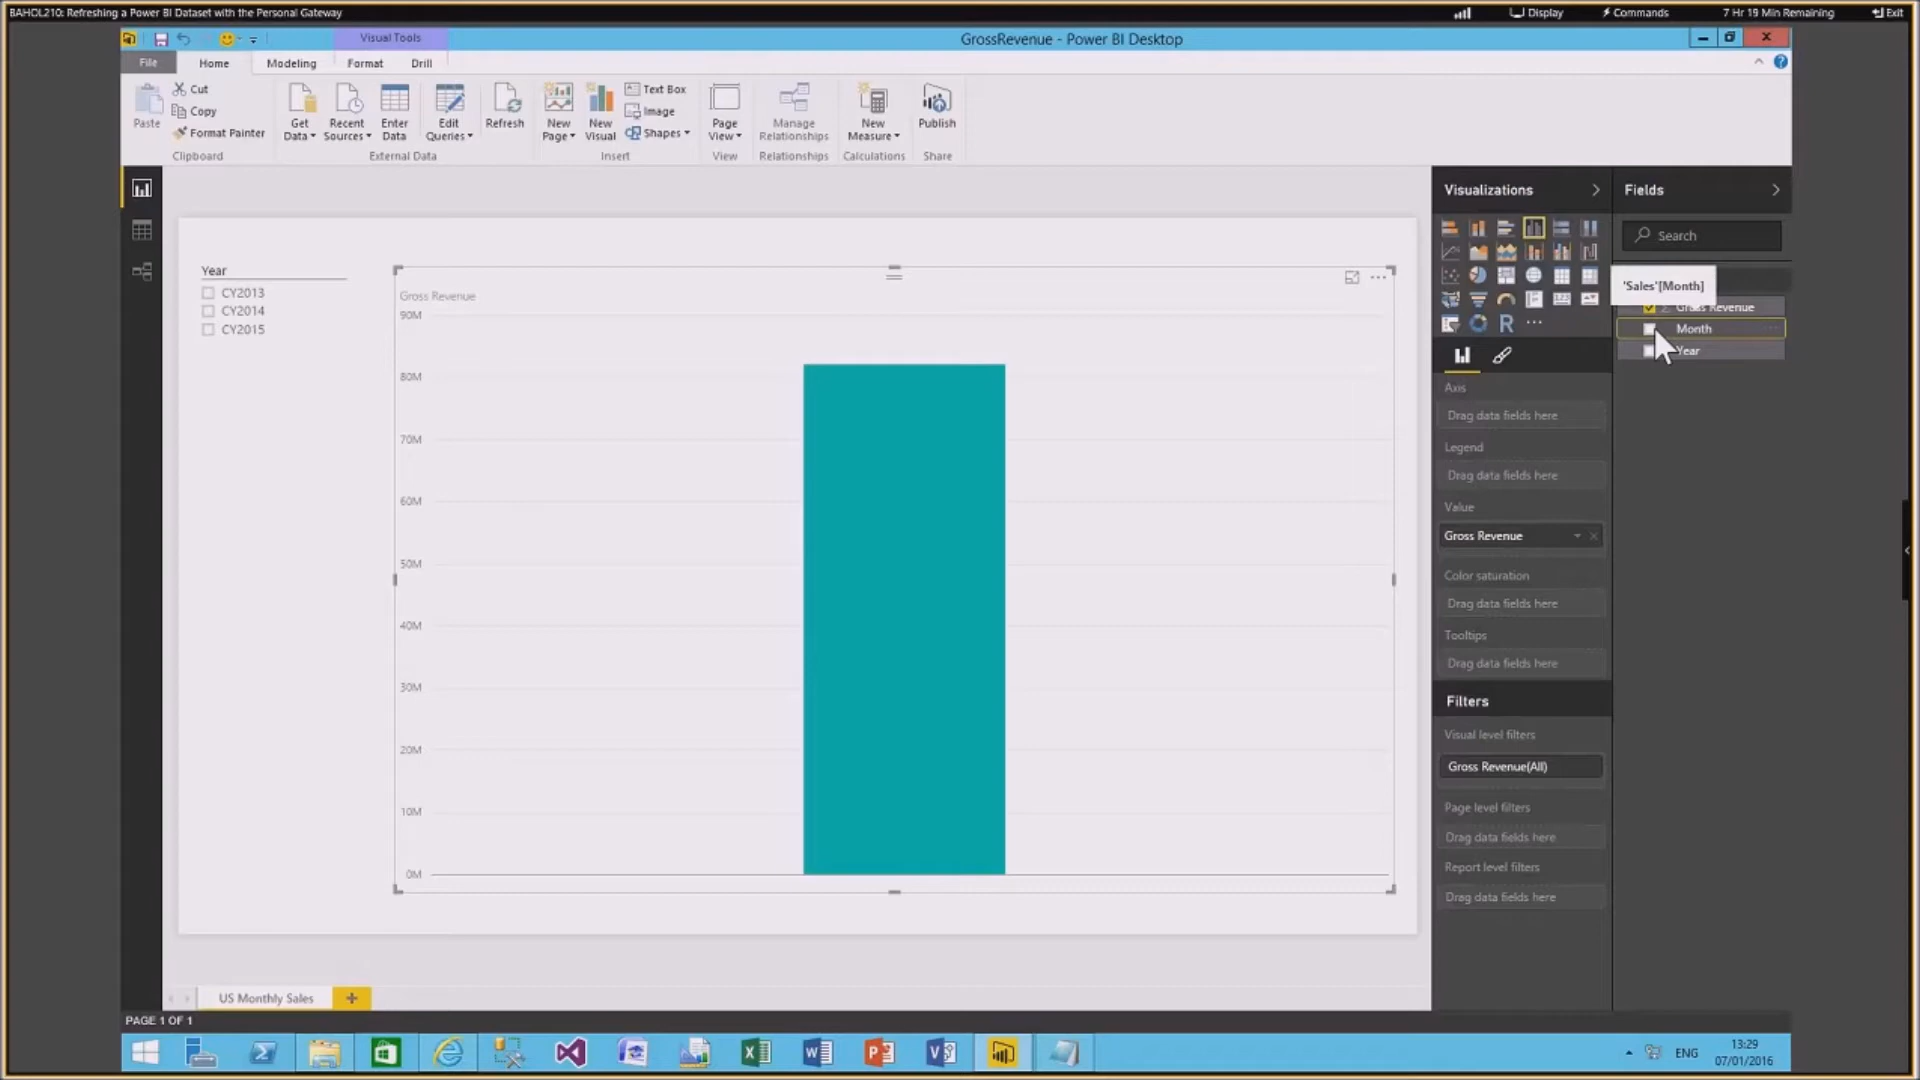 BAHOL210: Refreshing a Power BI Dataset with the Personal Gateway
Display
Commands
7 Hr 19 Min Remaining
Exit
Visual Tools
GrossRevenue - Power BI Desktop
File
Home
Modeling
Format
Drill
Paste
Cut
Copy
Format Painter
Clipboard
Get Data
Recent Sources
Enter Data
Edit Queries
Refresh
External Data
New Page
New Visual
Text Box
Image
Shapes
Insert
Page View
View
Manage Relationships
Relationships
New Measure
Calculations
Publish
Share
Year
CY2013
CY2014
CY2015
Gross Revenue
90M
80M
70M
60M
50M
40M
30M
20M
10M
0M
Visualizations
R
Axis
Drag data fields here
Legend
Drag data fields here
Value
Gross Revenue
Color saturation
Drag data fields here
Tooltips
Drag data fields here
Filters
Visual level filters
Gross Revenue(All)
Page level filters
Drag data fields here
Report level filters
Drag data fields here
Fields
Search
'Sales'[Month]
Gross Revenue
Month
Year
US Monthly Sales
PAGE 1 OF 1
ENG
13:29
07/01/2016